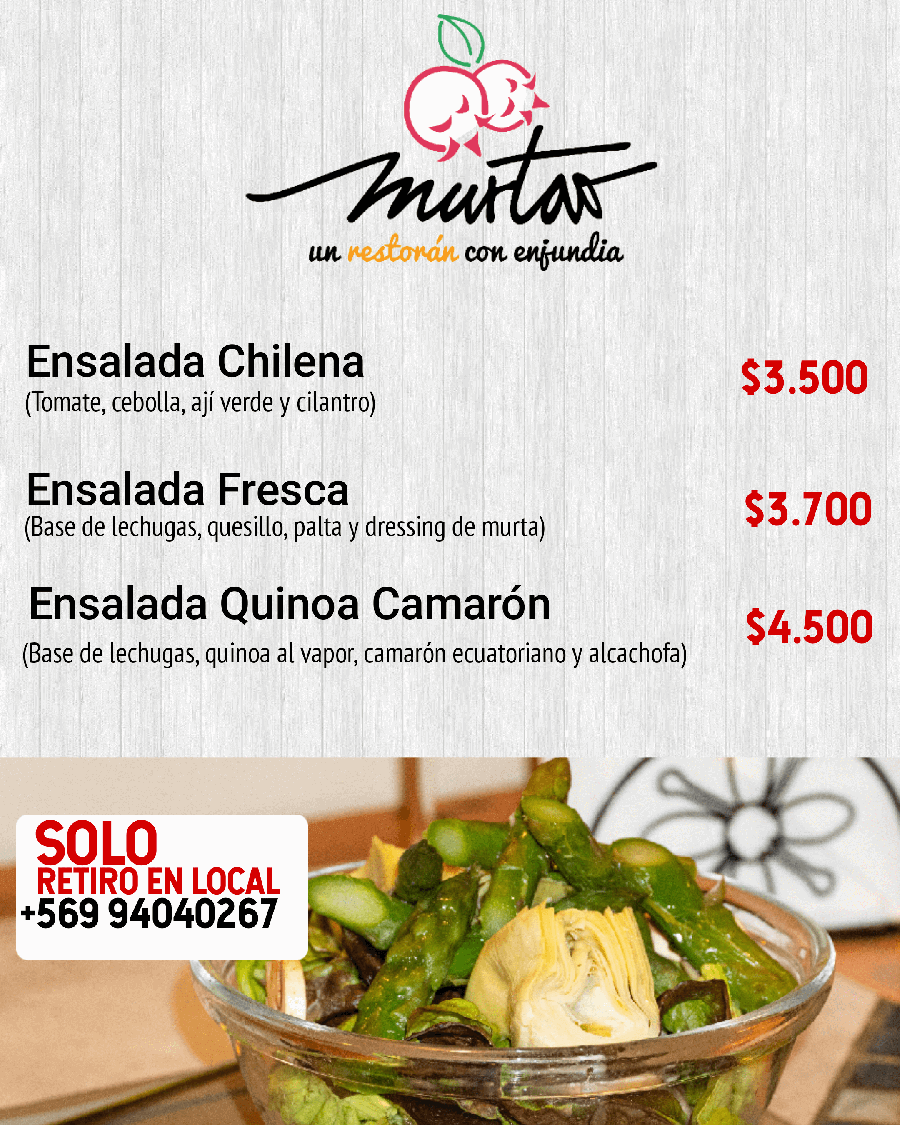 murtao
un restorán con enjundia
Ensalada Chilena
$3.500
(Tomate, cebolla, ají verde y cilantro)
Ensalada Fresca
$3.700
(Base de lechugas, quesillo, palta y dressing de murta)
Ensalada Quinoa Camarón
$4.500
(Base de lechugas, quinoa al vapor, camarón ecuatoriano y alcachofa)
SOLO
RETIRO EN LOCAL
+569 94040267